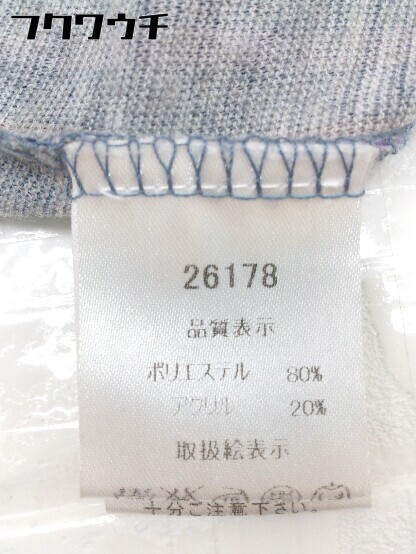 フクワウチ
26178
品質表示
ポリエステル 80%
アクリル 20%
取扱絵表示
十分ご注意下さい。